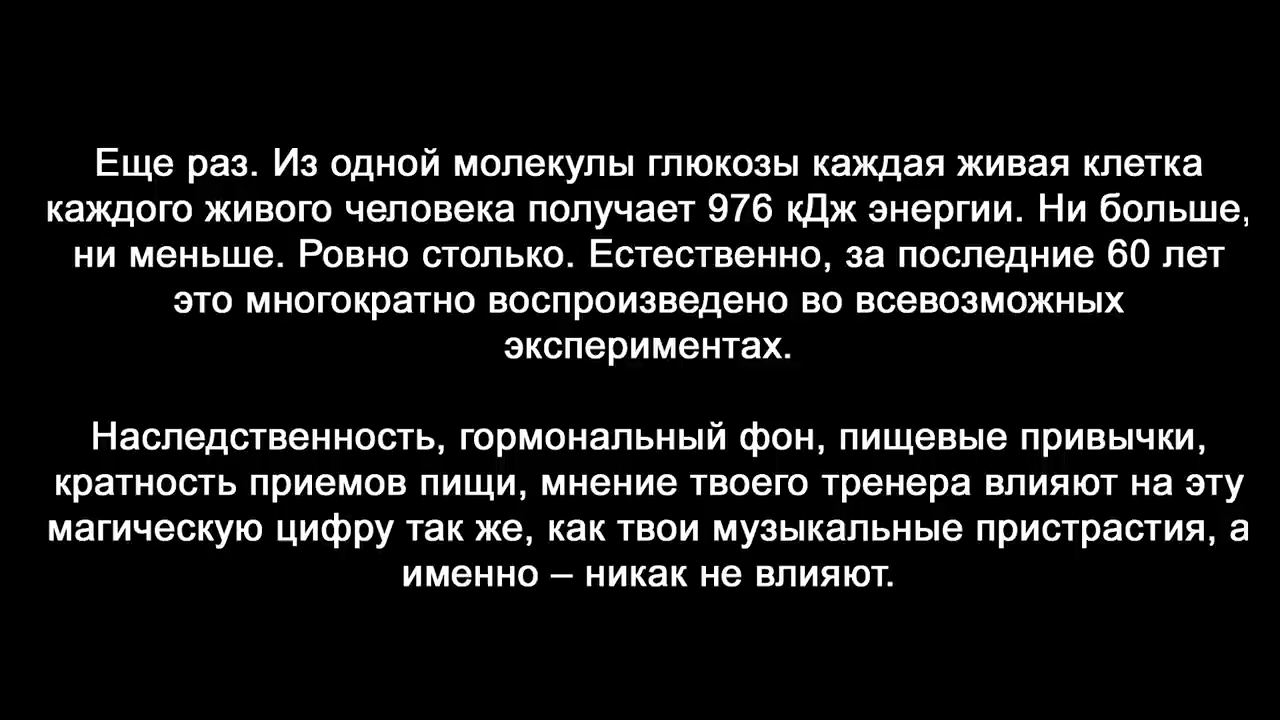 Еще раз. Из одной молекулы глюкозы каждая живая клетка
каждого живого человека получает 976 кДж энергии. Ни больше,
ни меньше. Ровно столько. Естественно, за последние 60 лет
это многократно воспроизведено во всевозможных
экспериментах.
Наследственность, гормональный фон, пищевые привычки,
кратность приемов пищи, мнение твоего тренера влияют на эту
магическую цифру так же, как твои музыкальные пристрастия, а
именно – никак не влияют.